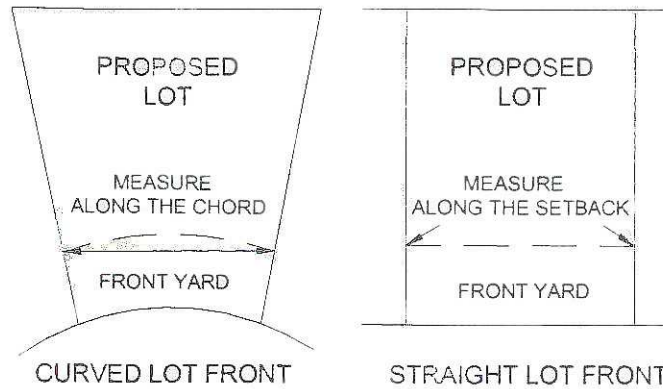 PROPOSED
LOT
MEASURE
ALONG THE CHORD
FRONT YARD
CURVED LOT FRONT
PROPOSED
LOT
MEASURE
ALONG THE SETBACK
FRONT YARD
STRAIGHT LOT FRONT